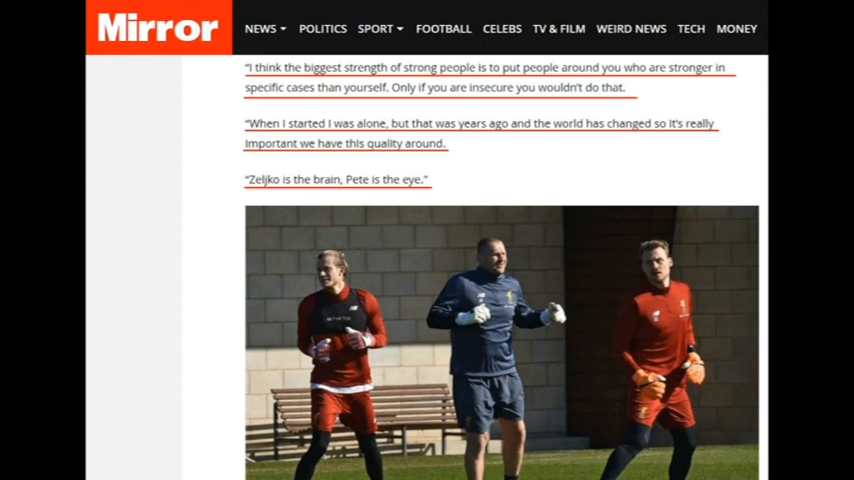 Mirror NEWS POLITICS SPORT FOOTBALL CELEBS TV & FILM WEIRD NEWS TECH MONEY
“I think the biggest strength of strong people is to put people around you who are stronger in
specific cases than yourself. Only if you are insecure you wouldn’t do that.
“When I started I was alone, but that was years ago and the world has changed so it’s really
important we have this quality around.
“Zeljko is the brain, Pete is the eye.”